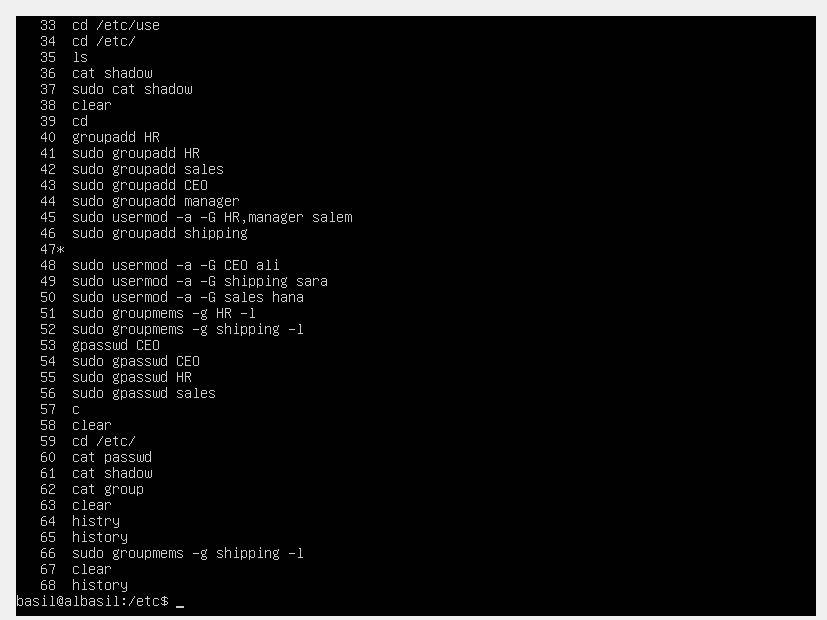 33  cd /etc/use
34  cd /etc/
35  ls
36  cat shadow
37  sudo cat shadow
38  clear
39  cd
40  groupadd HR
41  sudo groupadd HR
42  sudo groupadd sales
43  sudo groupadd CEO
44  sudo groupadd manager
45  sudo usermod -a -G HR,manager salem
46  sudo groupadd shipping
47*
48  sudo usermod -a -G CEO ali
49  sudo usermod -a -G shipping sara
50  sudo usermod -a -G sales hana
51  sudo groupmems -g HR -l
52  sudo groupmems -g shipping -l
53  gpasswd CEO
54  sudo gpasswd CEO
55  sudo gpasswd HR
56  sudo gpasswd sales
57  c
58  clear
59  cd /etc/
60  cat passwd
61  cat shadow
62  cat group
63  clear
64  histry
65  history
66  sudo groupmems -g shipping -l
67  clear
68  history
basil@albasil:/etc$ _